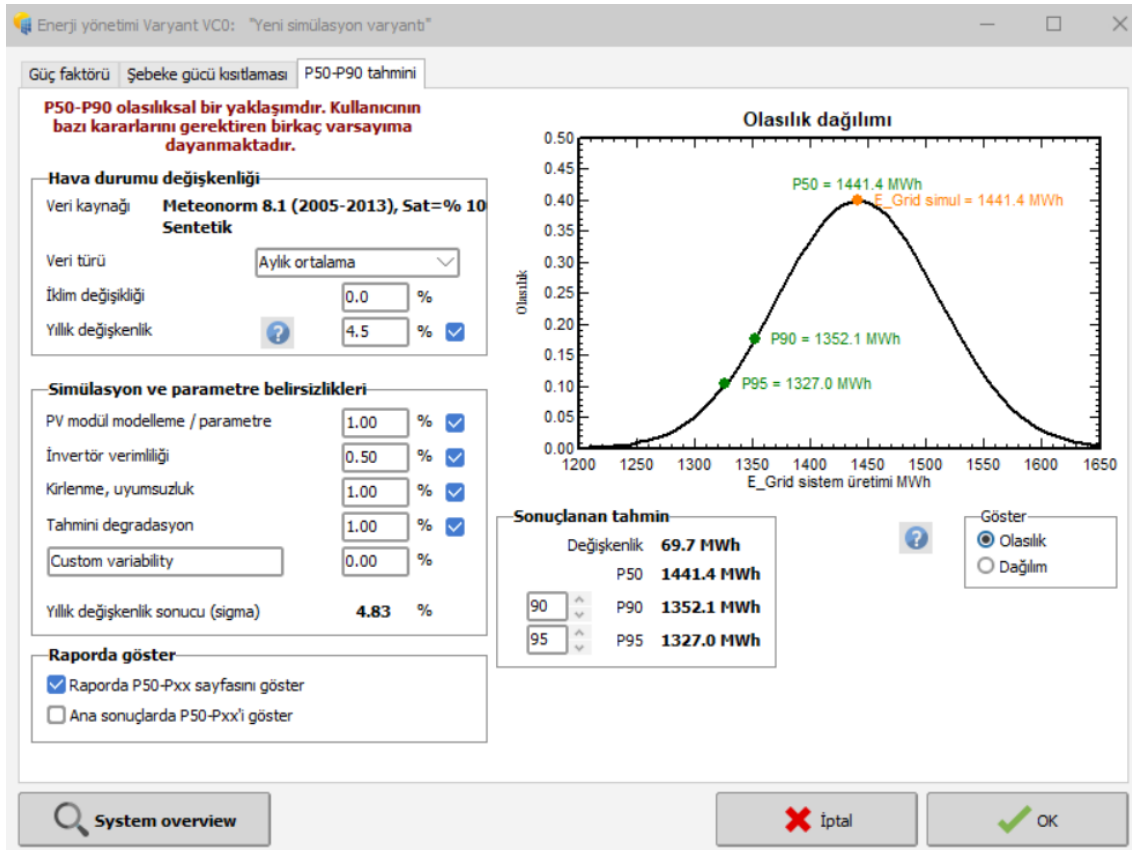 Enerji yönetimi Varyant VC0: "Yeni simülasyon varyantı"
Güç faktörü Şebeke gücü kısıtlaması P50-P90 tahmini
P50-P90 olasılıksal bir yaklaşımdır. Kullanıcının
bazı kararlarını gerektiren birkaç varsayıma
dayanmaktadır.
Hava durumu değişkenliği
Veri kaynağı Meteonorm 8.1 (2005-2013), Sat=% 10
Sentetik
Veri türü Aylık ortalama
İklim değişikliği 0.0 %
Yıllık değişkenlik ? 4.5 %
Simülasyon ve parametre belirsizlikleri
PV modül modelleme / parametre 1.00 %
İnvertör verimliliği 0.50 %
Kirlenme, uyumsuzluk 1.00 %
Tahmini degradasyon 1.00 %
Custom variability 0.00 %
Yıllık değişkenlik sonucu (sigma) 4.83 %
Raporda göster
Raporda P50-Pxx sayfasını göster
Ana sonuçlarda P50-Pxx'i göster
Olasılık dağılımı
0.50
0.45
0.40
0.35
0.30
0.25
0.20
0.15
0.10
0.05
0.00
Olasılık
P50 = 1441.4 MWh
E_Grid simul = 1441.4 MWh
P90 = 1352.1 MWh
P95 = 1327.0 MWh
1200 1250 1300 1350 1400 1450 1500 1550 1600 1650
E_Grid sistem üretimi MWh
Sonuçlanan tahmin
Değişkenlik 69.7 MWh
P50 1441.4 MWh
90 P90 1352.1 MWh
95 P95 1327.0 MWh
?
Göster
Olasılık
Dağılım
System overview
İptal
OK